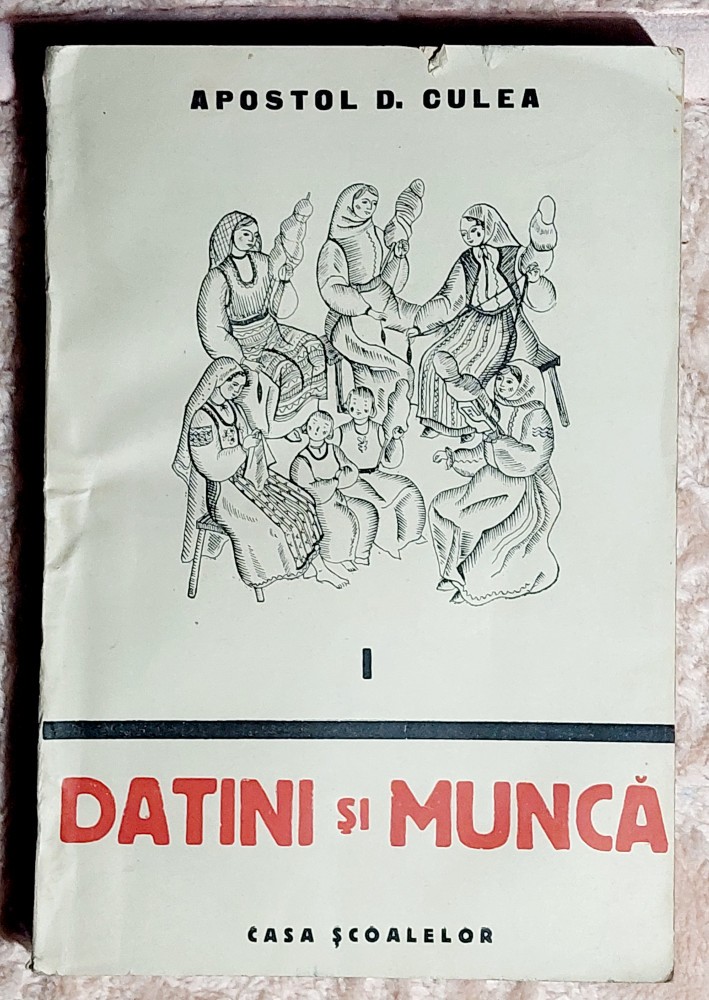 APOSTOL D. CULEA
I
DATINI ŞI MUNCĂ
CASA ŞCOALELOR